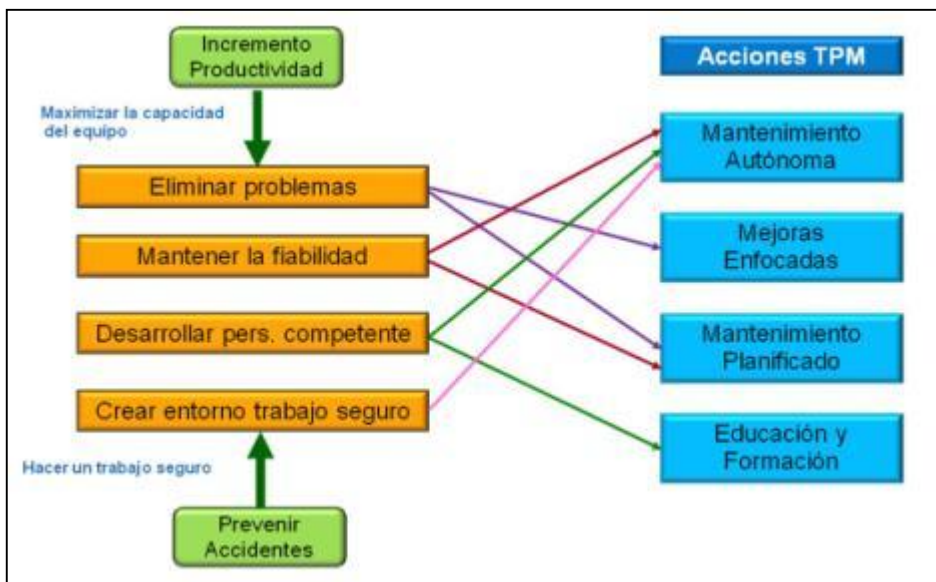 Incremento
Productividad
Acciones TPM
Maximizar la capacidad
del equipo
Mantenimiento
Autónoma
Eliminar problemas
Mejoras
Enfocadas
Mantener la fiabilidad
Desarrollar pers. competente
Mantenimiento
Planificado
Crear entorno trabajo seguro
Educación y
Formación
Hacer un trabajo seguro
Prevenir
Accidentes